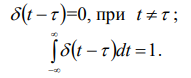 δ(t − τ)=0, при t ≠ τ ;
∫_{−∞}^{∞} δ(t − τ)dt = 1.